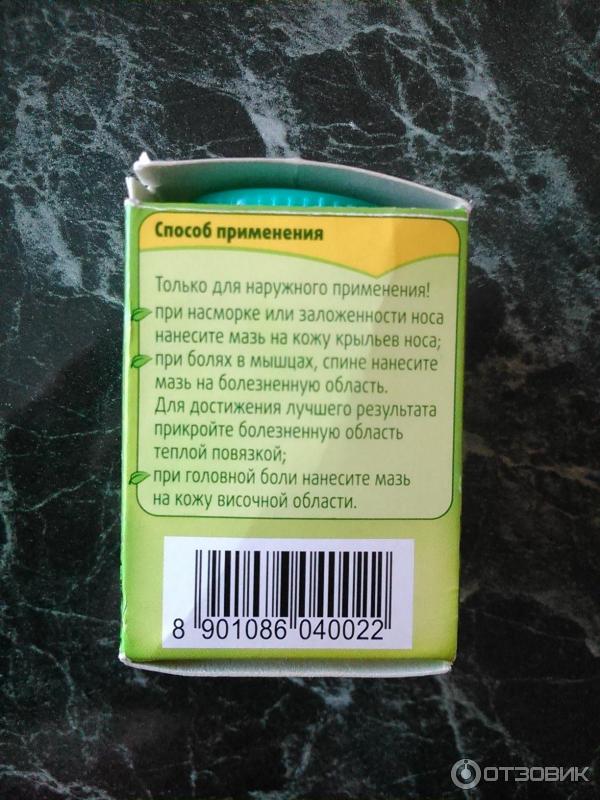 Способ применения
Только для наружного применения!
при насморке или заложенности носа
нанесите мазь на кожу крыльев носа;
при болях в мышцах, спине нанесите
мазь на болезненную область.
Для достижения лучшего результата
прикройте болезненную область
теплой повязкой;
при головной боли нанесите мазь
на кожу височной области.
8 901086 040022
ОТЗОВИК